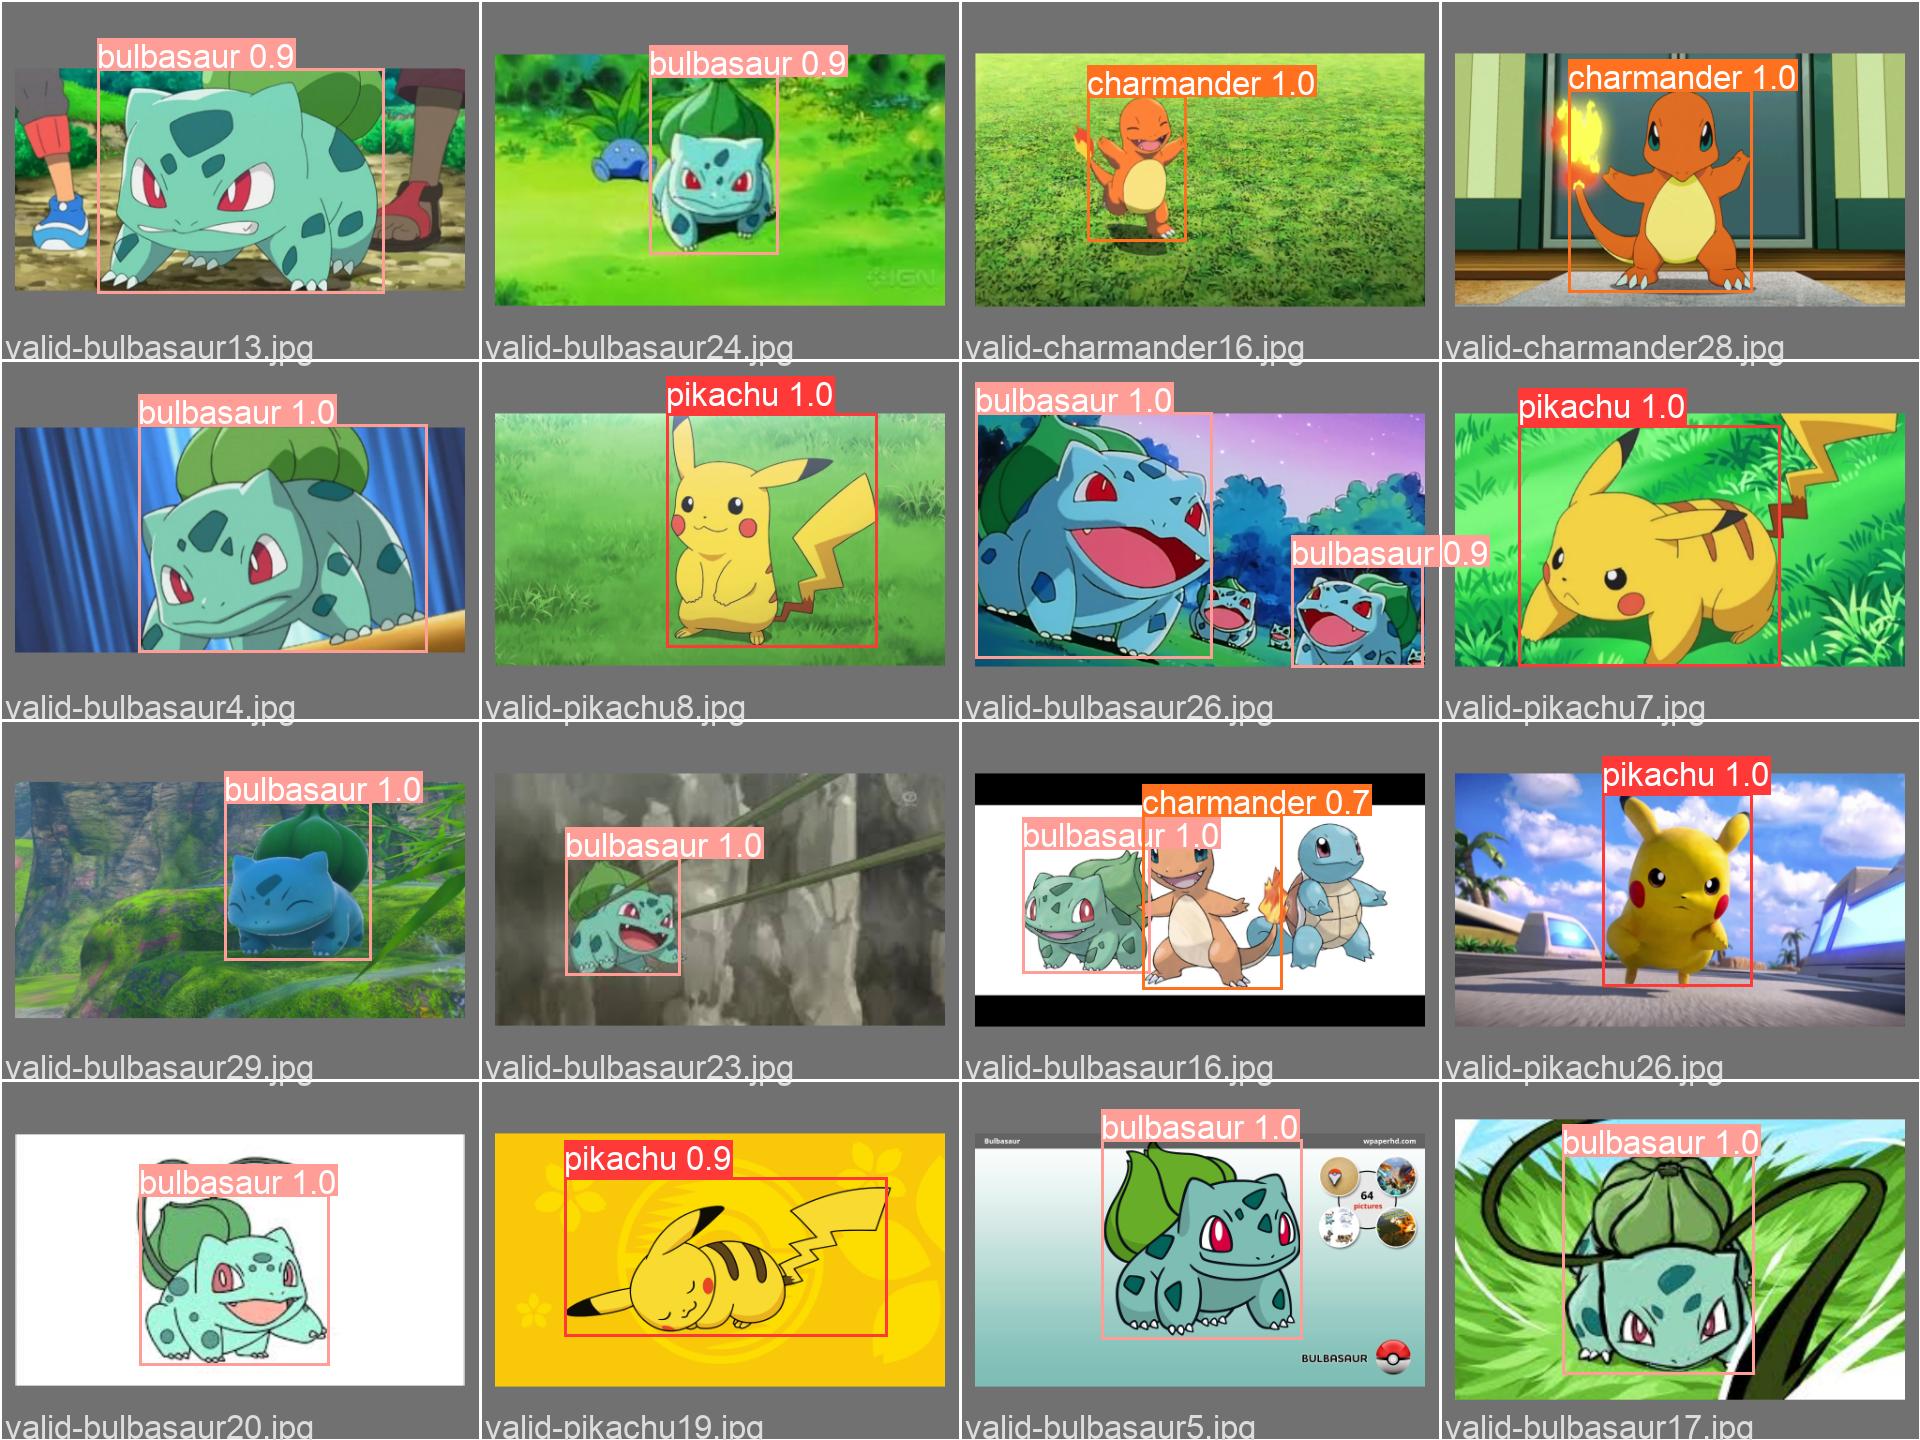 bulbasaur 0.9
bulbasaur 0.9
charmander 1.0
charmander 1.0
IGN
valid-bulbasaur13.jpg
valid-bulbasaur24.jpg
valid-charmander16.jpg
valid-charmander28.jpg
bulbasaur 1.0
pikachu 1.0
bulbasaur 1.0
pikachu 1.0
bulbasaur 0.9
valid-bulbasaur4.jpg
valid-pikachu8.jpg
valid-bulbasaur26.jpg
valid-pikachu7.jpg
bulbasaur 1.0
bulbasaur 1.0
charmander 0.7
bulbasaur 1.0
pikachu 1.0
valid-bulbasaur29.jpg
valid-bulbasaur23.jpg
valid-bulbasaur16.jpg
valid-pikachu26.jpg
bulbasaur 1.0
pikachu 0.9
bulbasaur 1.0
bulbasaur 1.0
Bulbasaur
wpaperhd.com
64
pictures
BULBASAUR
valid-bulbasaur20.jpg
valid-pikachu19.jpg
valid-bulbasaur5.jpg
valid-bulbasaur17.jpg